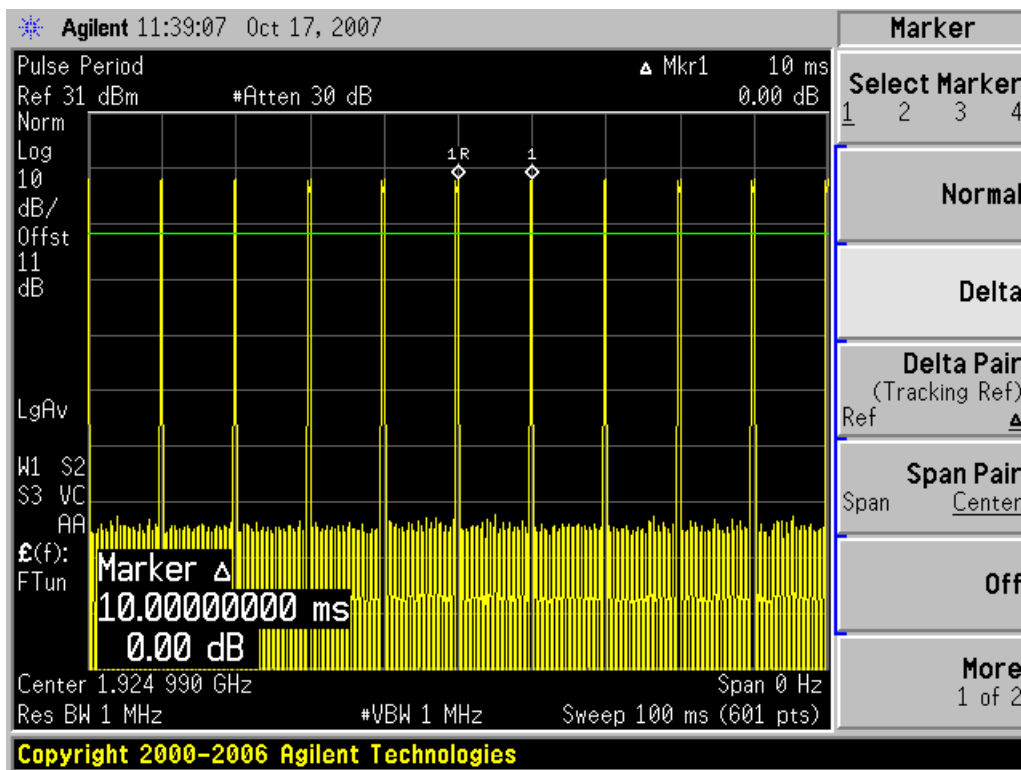 Agilent 11:39:07 Oct 17, 2007
Marker
Pulse Period
Δ Mkr1 10 ms
Ref 31 dBm #Atten 30 dB 0.00 dB
Norm
Log
10
dB/
Offst
11
dB
LgAv
W1 S2
S3 VC
AA
£(f):
FTun
1R
1
Marker Δ
10.00000000 ms
0.00 dB
Center 1.924 990 GHz Span 0 Hz
Res BW 1 MHz #VBW 1 MHz Sweep 100 ms (601 pts)
Select Marker
1 2 3 4
Normal
Delta
Delta Pair
(Tracking Ref)
Ref Δ
Span Pair
Span Center
Off
More
1 of 2
Copyright 2000-2006 Agilent Technologies